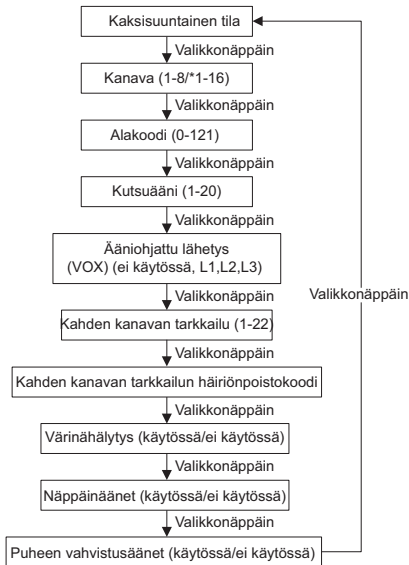 Kaksisuuntainen tila
Valikkonäppäin
Kanava (1-8/*1-16)
Valikkonäppäin
Alakoodi (0-121)
Valikkonäppäin
Kutsuääni (1-20)
Valikkonäppäin
Ääniohjattu lähetys
(VOX) (ei käytössä, L1,L2,L3)
Valikkonäppäin
Valikkonäppäin
Kahden kanavan tarkkailu (1-22)
Valikkonäppäin
Kahden kanavan tarkkailun häiriönpoistokoodi
Valikkonäppäin
Värinähälytys (käytössä/ei käytössä)
Valikkonäppäin
Näppäinäänet (käytössä/ei käytössä)
Valikkonäppäin
Puheen vahvistusäänet (käytössä/ei käytössä)